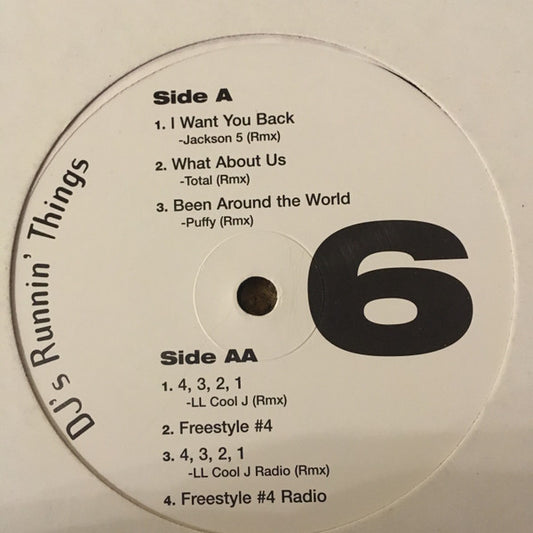 DJ's Runnin' Things
Side A
1. I Want You Back
-Jackson 5 (Rmx)
2. What About Us
-Total (Rmx)
3. Been Around the World
-Puffy (Rmx)
6
Side AA
1. 4, 3, 2, 1
-LL Cool J (Rmx)
2. Freestyle #4
3. 4, 3, 2, 1
-LL Cool J Radio (Rmx)
4. Freestyle #4 Radio